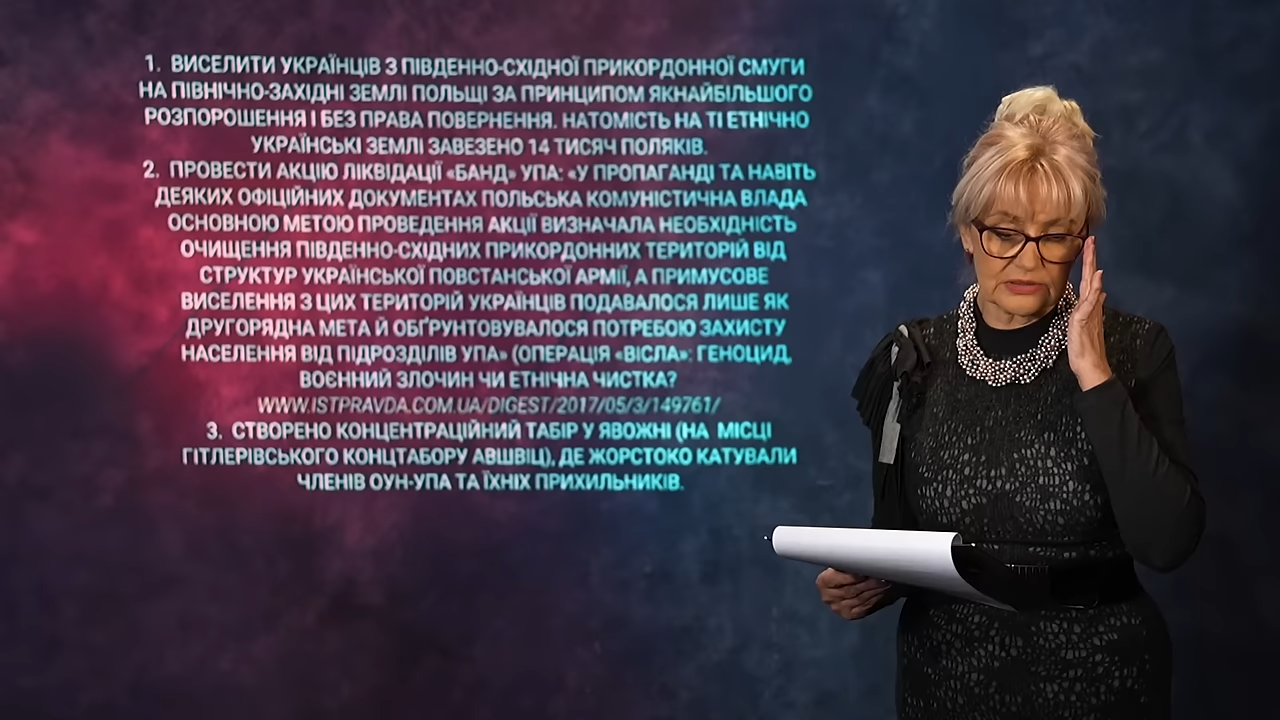 1. ВИСЕЛИТИ УКРАЇНЦІВ З ПІВДЕННО-СХІДНОЇ ПРИКОРДОННОЇ СМУГИ
НА ПІВНІЧНО-ЗАХІДНІ ЗЕМЛІ ПОЛЬЩІ ЗА ПРИНЦИПОМ ЯКНАЙБІЛЬШОГО
РОЗПОРОШЕННЯ І БЕЗ ПРАВА ПОВЕРНЕННЯ. НАТОМІСТЬ НА ТІ ЕТНІЧНО
УКРАЇНСЬКІ ЗЕМЛІ ЗАВЕЗЕНО 14 ТИСЯЧ ПОЛЯКІВ.
2. ПРОВЕСТИ АКЦІЮ ЛІКВІДАЦІЇ «БАНД» УПА: «У ПРОПАГАНДІ ТА НАВІТЬ
ДЕЯКИХ ОФІЦІЙНИХ ДОКУМЕНТАХ ПОЛЬСЬКА КОМУНІСТИЧНА ВЛАДА
ОСНОВНОЮ МЕТОЮ ПРОВЕДЕННЯ АКЦІЇ ВИЗНАЧАЛА НЕОБХІДНІСТЬ
ОЧИЩЕННЯ ПІВДЕННО-СХІДНИХ ПРИКОРДОННИХ ТЕРИТОРІЙ ВІД
СТРУКТУР УКРАЇНСЬКОЇ ПОВСТАНСЬКОЇ АРМІЇ, А ПРИМУСОВЕ
ВИСЕЛЕННЯ З ЦИХ ТЕРИТОРІЙ УКРАЇНЦІВ ПОДАВАЛОСЯ ЛИШЕ ЯК
ДРУГОРЯДНА МЕТА Й ОБҐРУНТОВУВАЛОСЯ ПОТРЕБОЮ ЗАХИСТУ
НАСЕЛЕННЯ ВІД ПІДРОЗДІЛІВ УПА» (ОПЕРАЦІЯ «ВІСЛА»: ГЕНОЦИД,
ВОЄННИЙ ЗЛОЧИН ЧИ ЕТНІЧНА ЧИСТКА?
WWW.ISTPRAVDA.COM.UA/DIGEST/2017/05/3/149761/
3. СТВОРЕНО КОНЦЕНТРАЦІЙНИЙ ТАБІР У ЯВОЖНІ (НА МІСЦІ
ГІТЛЕРІВСЬКОГО КОНЦТАБОРУ АВШВІЦ), ДЕ ЖОРСТОКО КАТУВАЛИ
ЧЛЕНІВ ОУН-УПА ТА ЇХНІХ ПРИХИЛЬНИКІВ.